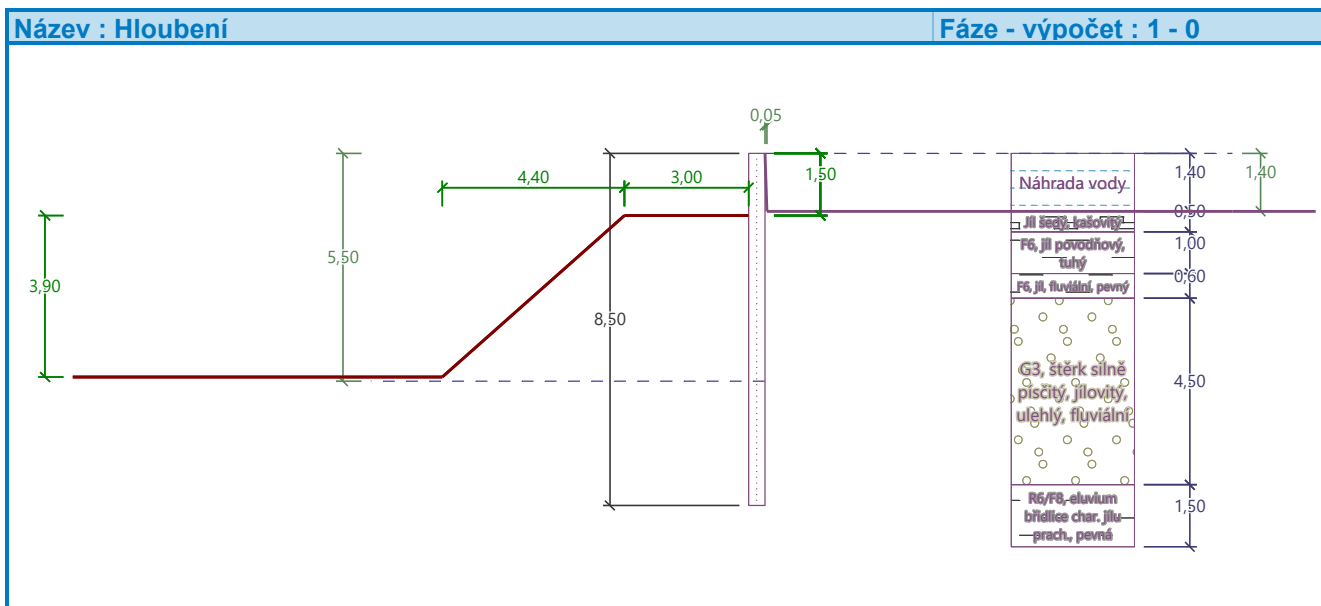 Název : Hloubení
Fáze - výpočet : 1 - 0
0,05
4,40
3,00
1,50
1,40
1,40
Náhrada vody
0,50
Jíl šedý, kašovitý
5,50
F6, jíl povodňový,
tuhý
1,00
0,60
3,90
F6, jíl, fluviální, pevný
8,50
G3, štěrk silně
písčitý, jílovitý,
ulehlý, fluviální
4,50
R6/F8, eluvium
břidlice char. jílu
prach., pevná
1,50